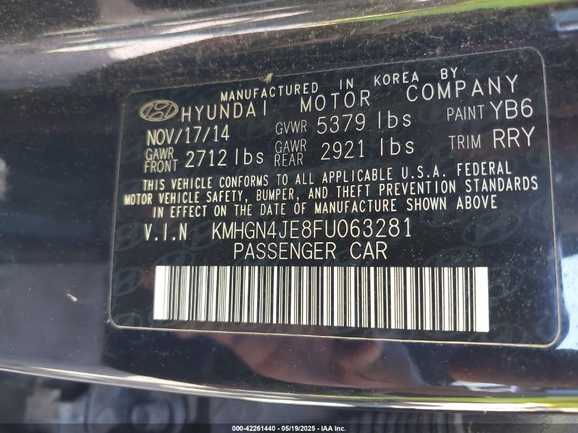 MANUFACTURED IN KOREA BY
HYUNDAI MOTOR COMPANY
NOV/17/14 GVWR 5379 lbs PAINT YB6
GAWR FRONT 2712 lbs GAWR REAR 2921 lbs TRIM RRY
THIS VEHICLE CONFORMS TO ALL APPLICABLE U.S.A. FEDERAL
MOTOR VEHICLE SAFETY, BUMPER, AND THEFT PREVENTION STANDARDS
IN EFFECT ON THE DATE OF MANUFACTURE SHOWN ABOVE
V.I.N KMHGN4JE8FU063281
PASSENGER CAR
000-42261440 - 05/19/2025 - IAA Inc.